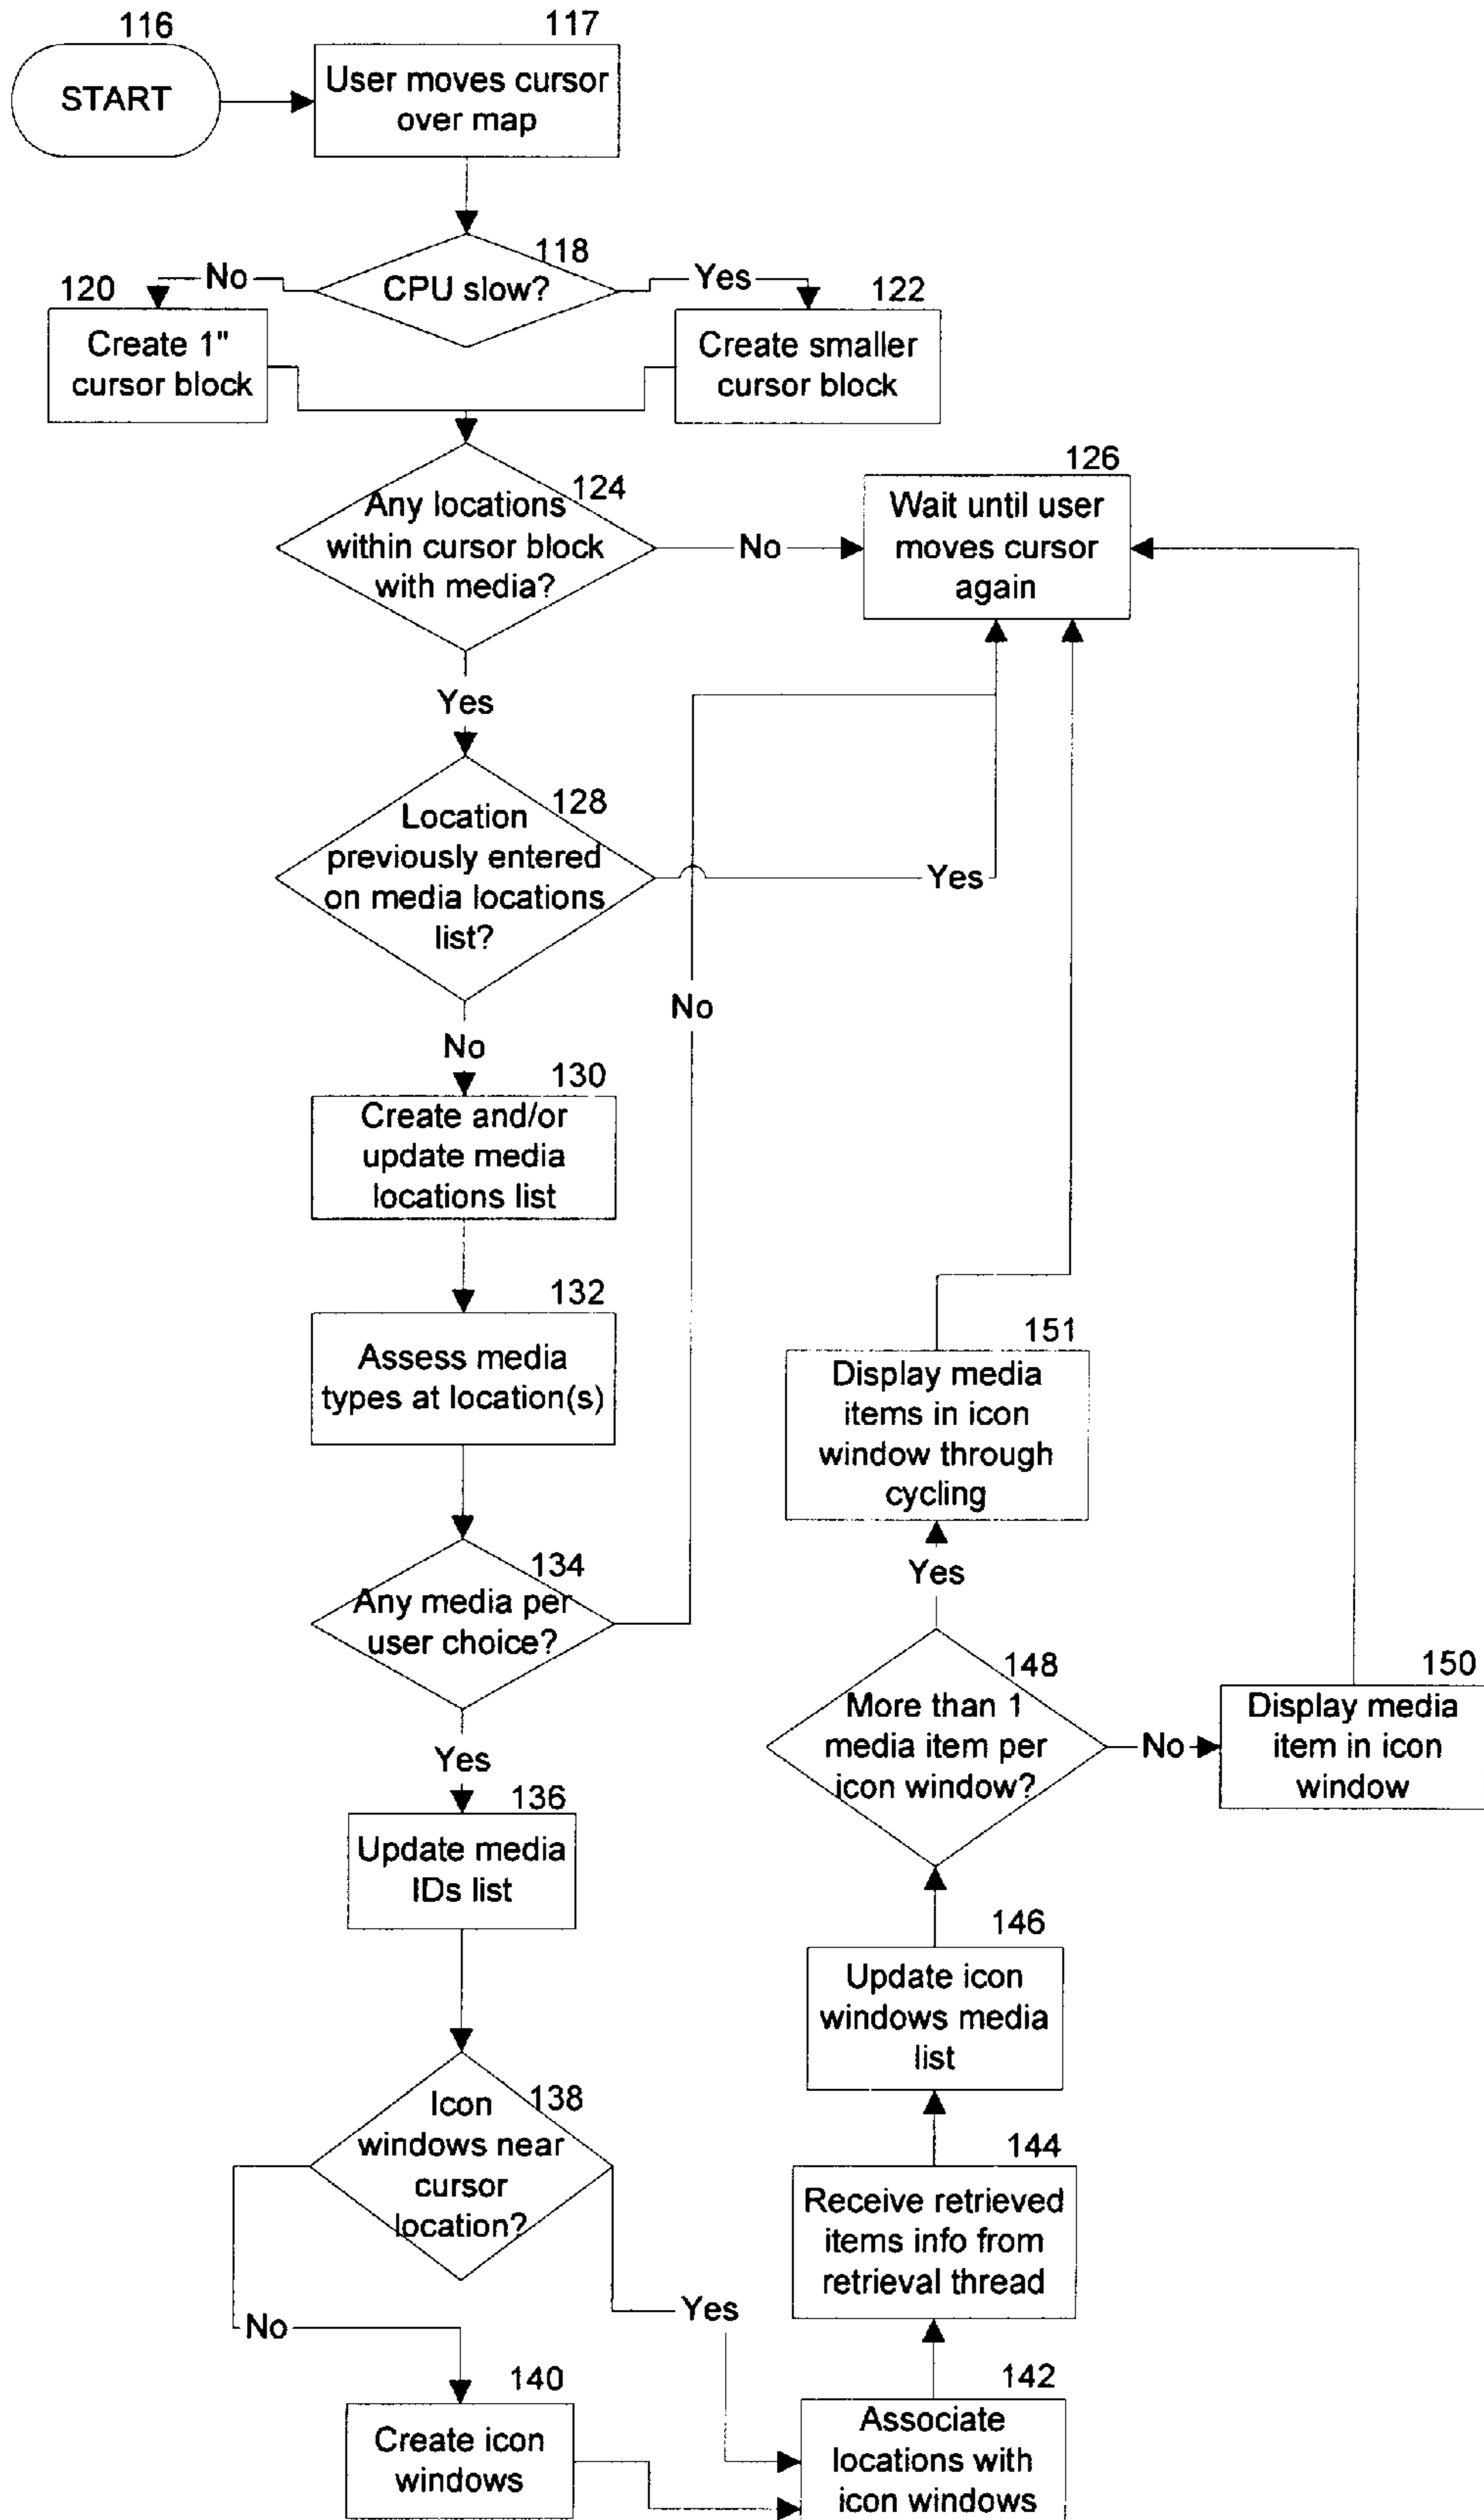 116
START
117
User moves cursor
over map
118
CPU slow?
No
Yes
120
Create 1"
cursor block
122
Create smaller
cursor block
124
Any locations
within cursor block
with media?
No
126
Wait until user
moves cursor
again
Yes
128
Location
previously entered
on media locations
list?
Yes
No
No
130
Create and/or
update media
locations list
132
Assess media
types at location(s)
134
Any media per
user choice?
Yes
136
Update media
IDs list
138
Icon
windows near
cursor
location?
No
Yes
140
Create icon
windows
142
Associate
locations with
icon windows
144
Receive retrieved
items info from
retrieval thread
146
Update icon
windows media
list
148
More than 1
media item per
icon window?
No
150
Display media
item in icon
window
Yes
151
Display media
items in icon
window through
cycling